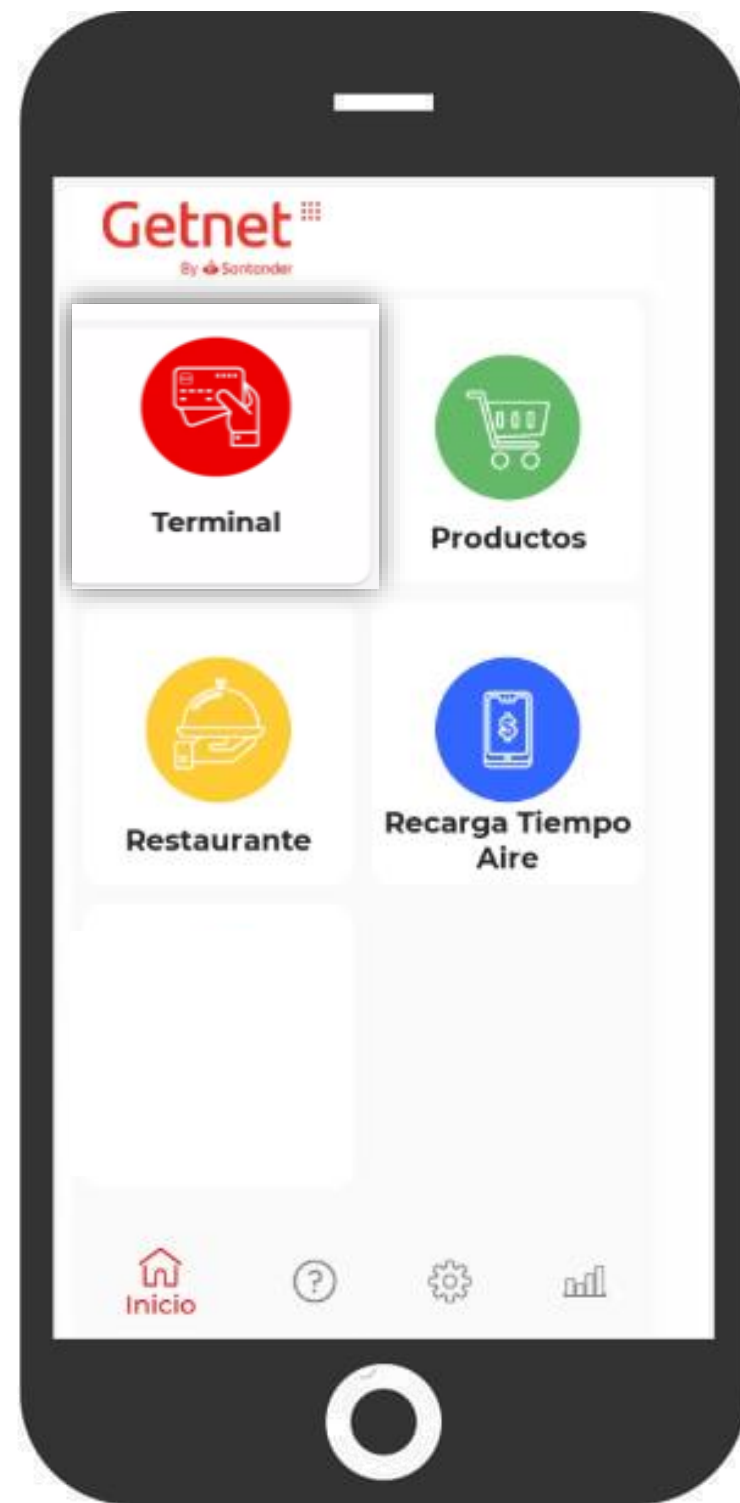 Getnet
By Santander
Terminal
Productos
Restaurante
Recarga Tiempo
Aire
$
Inicio
?